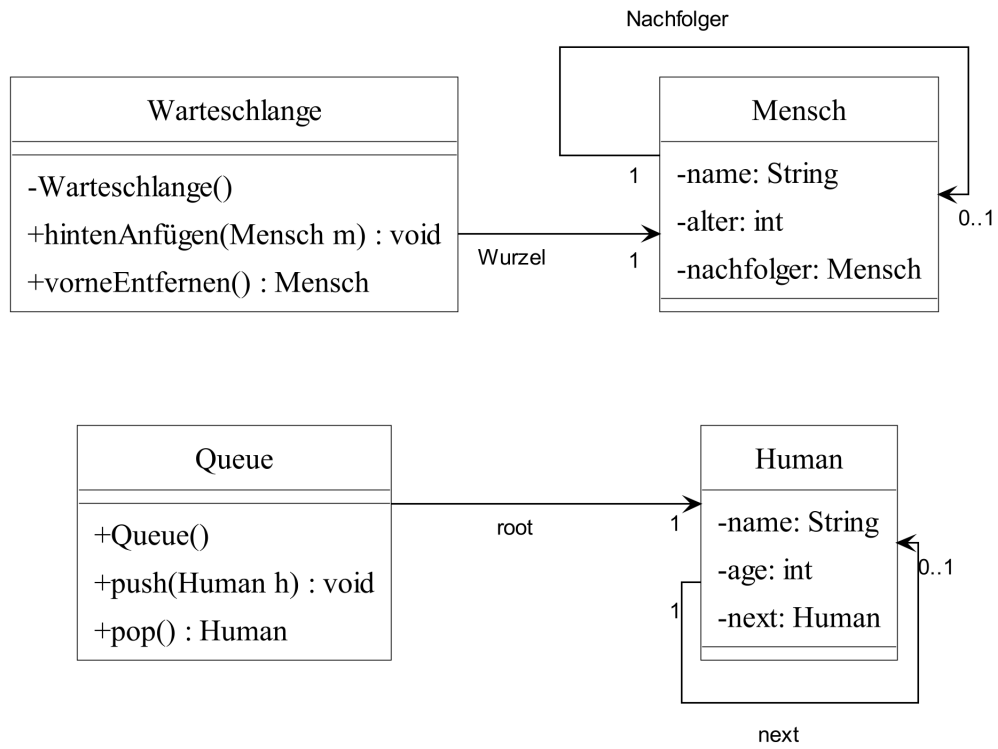 Nachfolger
Warteschlange
-Warteschlange()
+hintenAnfügen(Mensch m) : void
+vorneEntfernen() : Mensch
Wurzel
1
1
Mensch
-name: String
-alter: int
-nachfolger: Mensch
0..1
Queue
+Queue()
+push(Human h) : void
+pop() : Human
root
1
1
Human
-name: String
-age: int
-next: Human
0..1
next